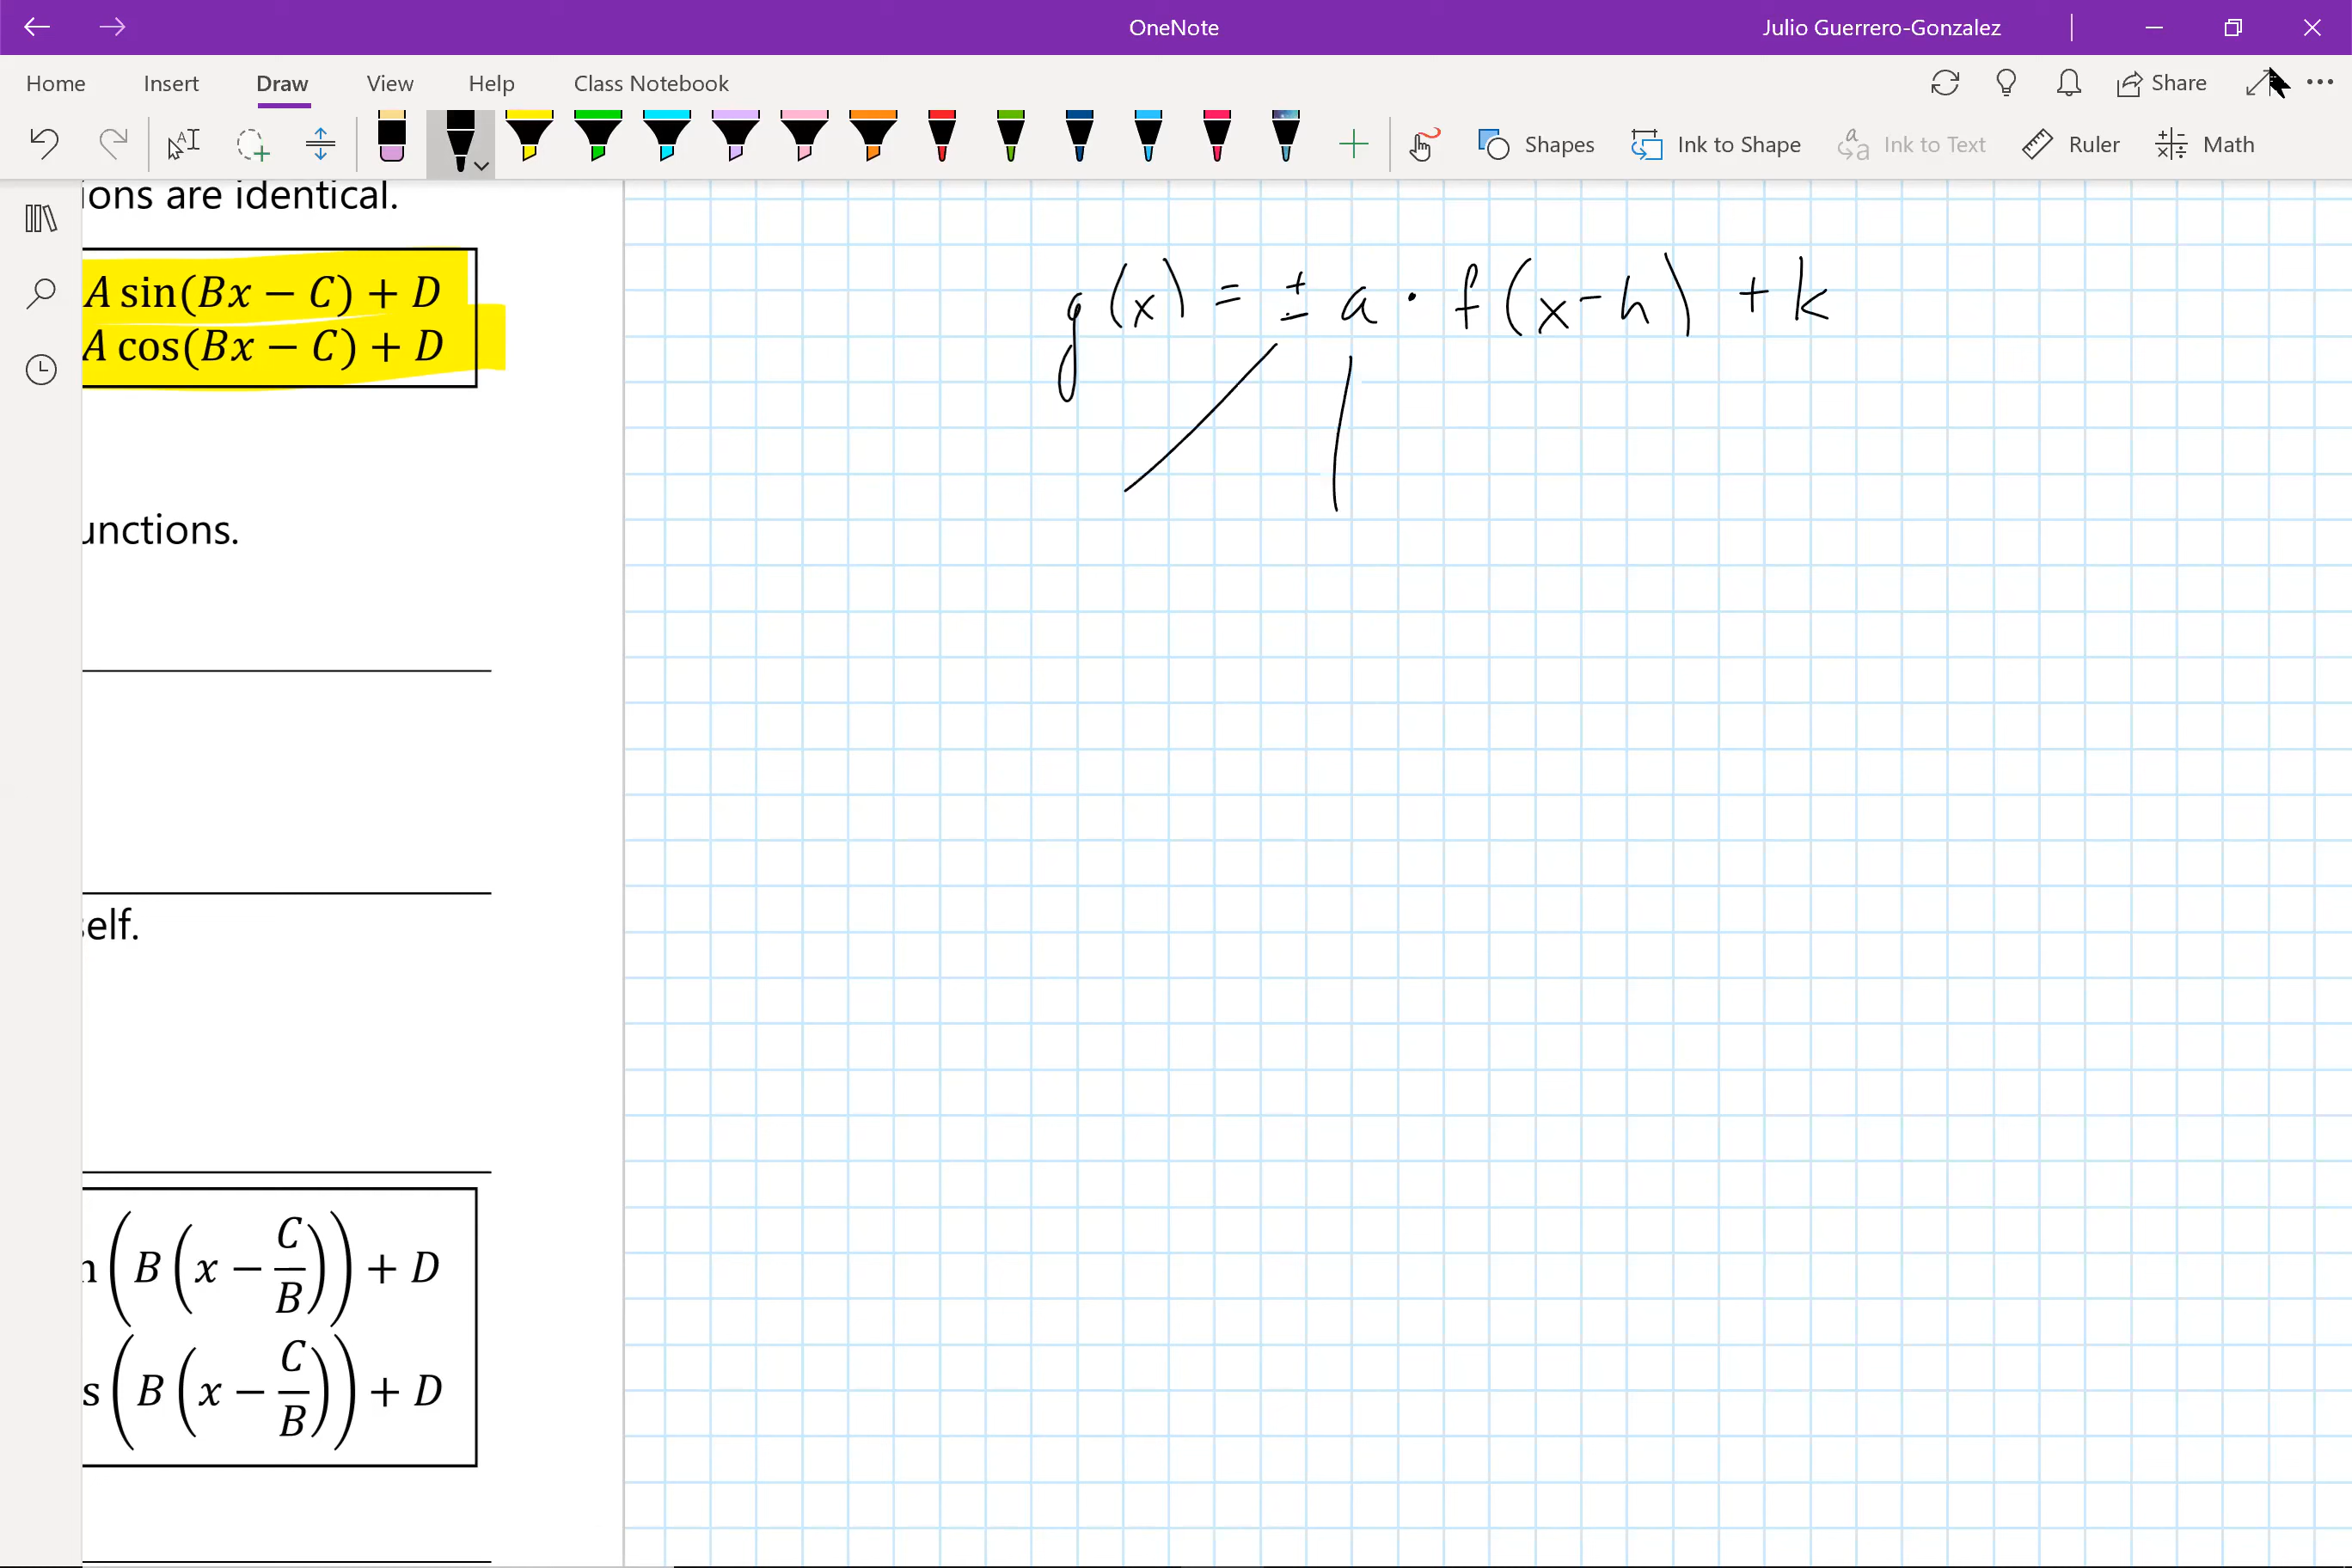 OneNote
Julio Guerrero-Gonzalez
Home Insert Draw View Help Class Notebook
Share
Shapes Ink to Shape Ink to Text Ruler Math
ions are identical.
A sin(Bx − C) + D
A cos(Bx − C) + D
unctions.
self.
n(B(x − C/B)) + D
s(B(x − C/B)) + D
g(x) = ± a · f(x-h) + k